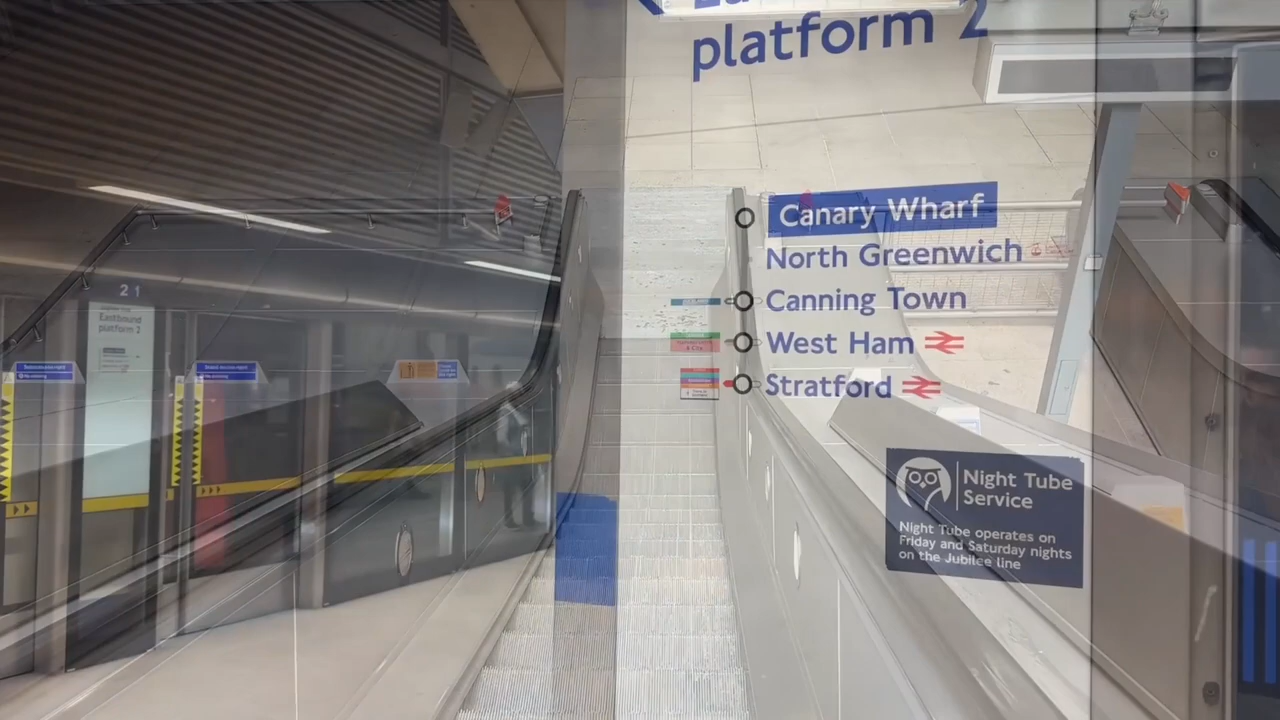 platform 2
Canary Wharf
North Greenwich
Canning Town
West Ham
Stratford
Night Tube
Service
Night Tube operates on
Friday and Saturday nights
on the Jubilee line
21
Eastbound
platform 2